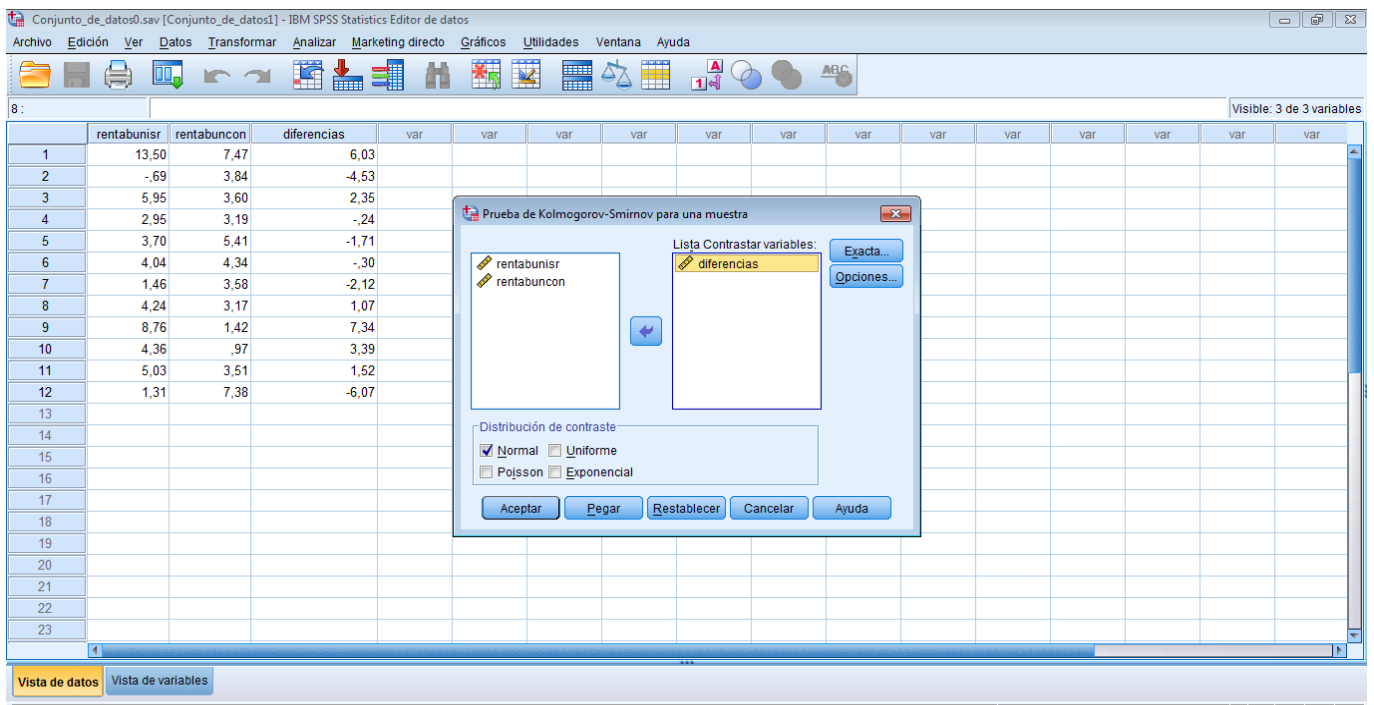 Conjunto_de_datos0.sav [Conjunto_de_datos1] - IBM SPSS Statistics Editor de datos
Archivo Edición Ver Datos Transformar Analizar Marketing directo Gráficos Utilidades Ventana Ayuda
A
1
ABC
8 :
Visible: 3 de 3 variables
rentabunisr rentabuncon diferencias var var var var var var var var var var var var var
1 13,50 7,47 6,03
2 -,69 3,84 -4,53
3 5,95 3,60 2,35
4 2,95 3,19 -,24
5 3,70 5,41 -1,71
6 4,04 4,34 -,30
7 1,46 3,58 -2,12
8 4,24 3,17 1,07
9 8,76 1,42 7,34
10 4,36 ,97 3,39
11 5,03 3,51 1,52
12 1,31 7,38 -6,07
13
14
15
16
17
18
19
20
21
22
23
Prueba de Kolmogorov-Smirnov para una muestra
Lista Contrastar variables:
rentabunisr
rentabuncon
diferencias
Exacta...
Opciones...
Distribución de contraste
Normal Uniforme
Poisson Exponencial
Aceptar Pegar Restablecer Cancelar Ayuda
Vista de datos Vista de variables